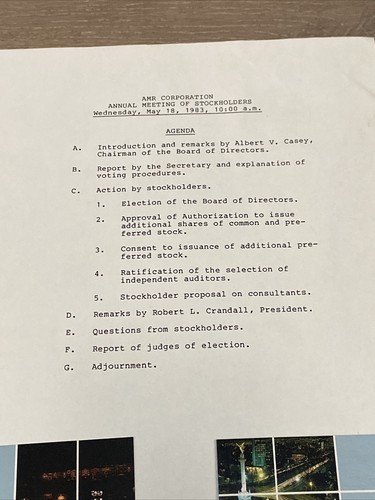 AMR CORPORATION
ANNUAL MEETING OF STOCKHOLDERS
Wednesday, May 18, 1983, 10:00 a.m.
AGENDA
A. Introduction and remarks by Albert V. Casey,
Chairman of the Board of Directors.
B. Report by the Secretary and explanation of
voting procedures.
C. Action by stockholders.
1. Election of the Board of Directors.
2. Approval of Authorization to issue
additional shares of common and pre-
ferred stock.
3. Consent to issuance of additional pre-
ferred stock.
4. Ratification of the selection of
independent auditors.
5. Stockholder proposal on consultants.
D. Remarks by Robert L. Crandall, President.
E. Questions from stockholders.
F. Report of judges of election.
G. Adjournment.